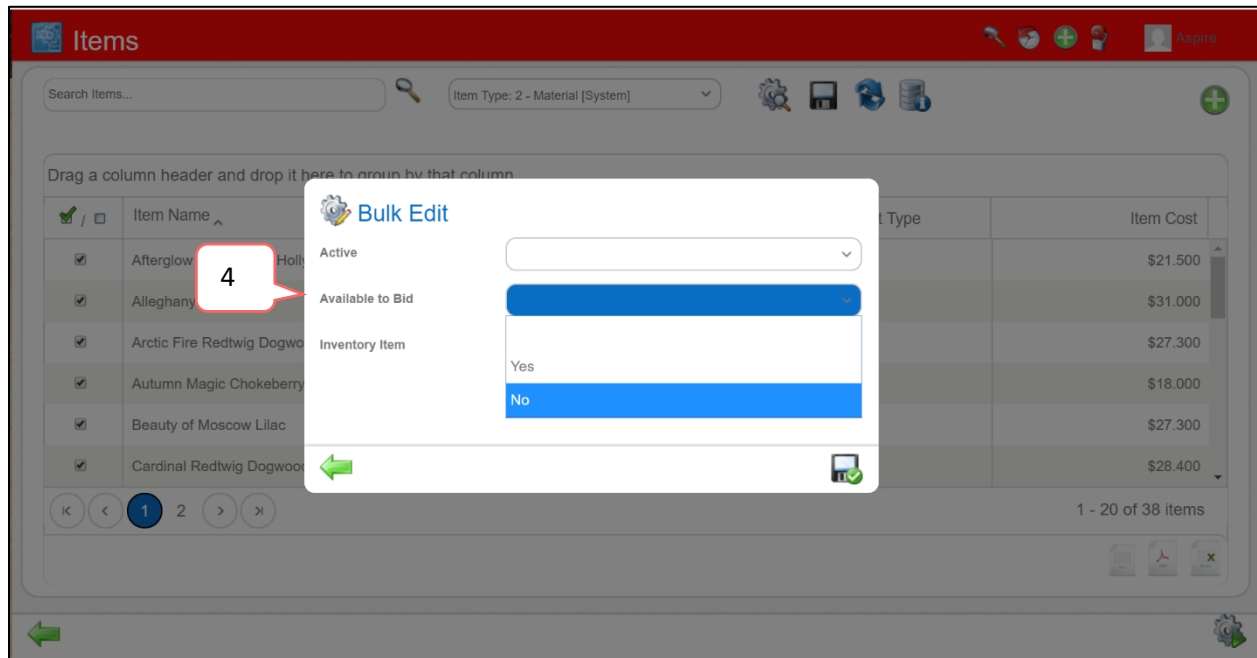 Items
Aspire
Search Items...
Item Type: 2 - Material [System]
Drag a column header and drop it here to group by that column
/ Item Name t Type Item Cost
Bulk Edit
Active
Available to Bid
Inventory Item
Yes
No
4
Afterglow Holly $21.500
Alleghany $31.000
Arctic Fire Redtwig Dogwo $27.300
Autumn Magic Chokeberry $18.000
Beauty of Moscow Lilac $27.300
Cardinal Redtwig Dogwood $28.400
1 2 1 - 20 of 38 items